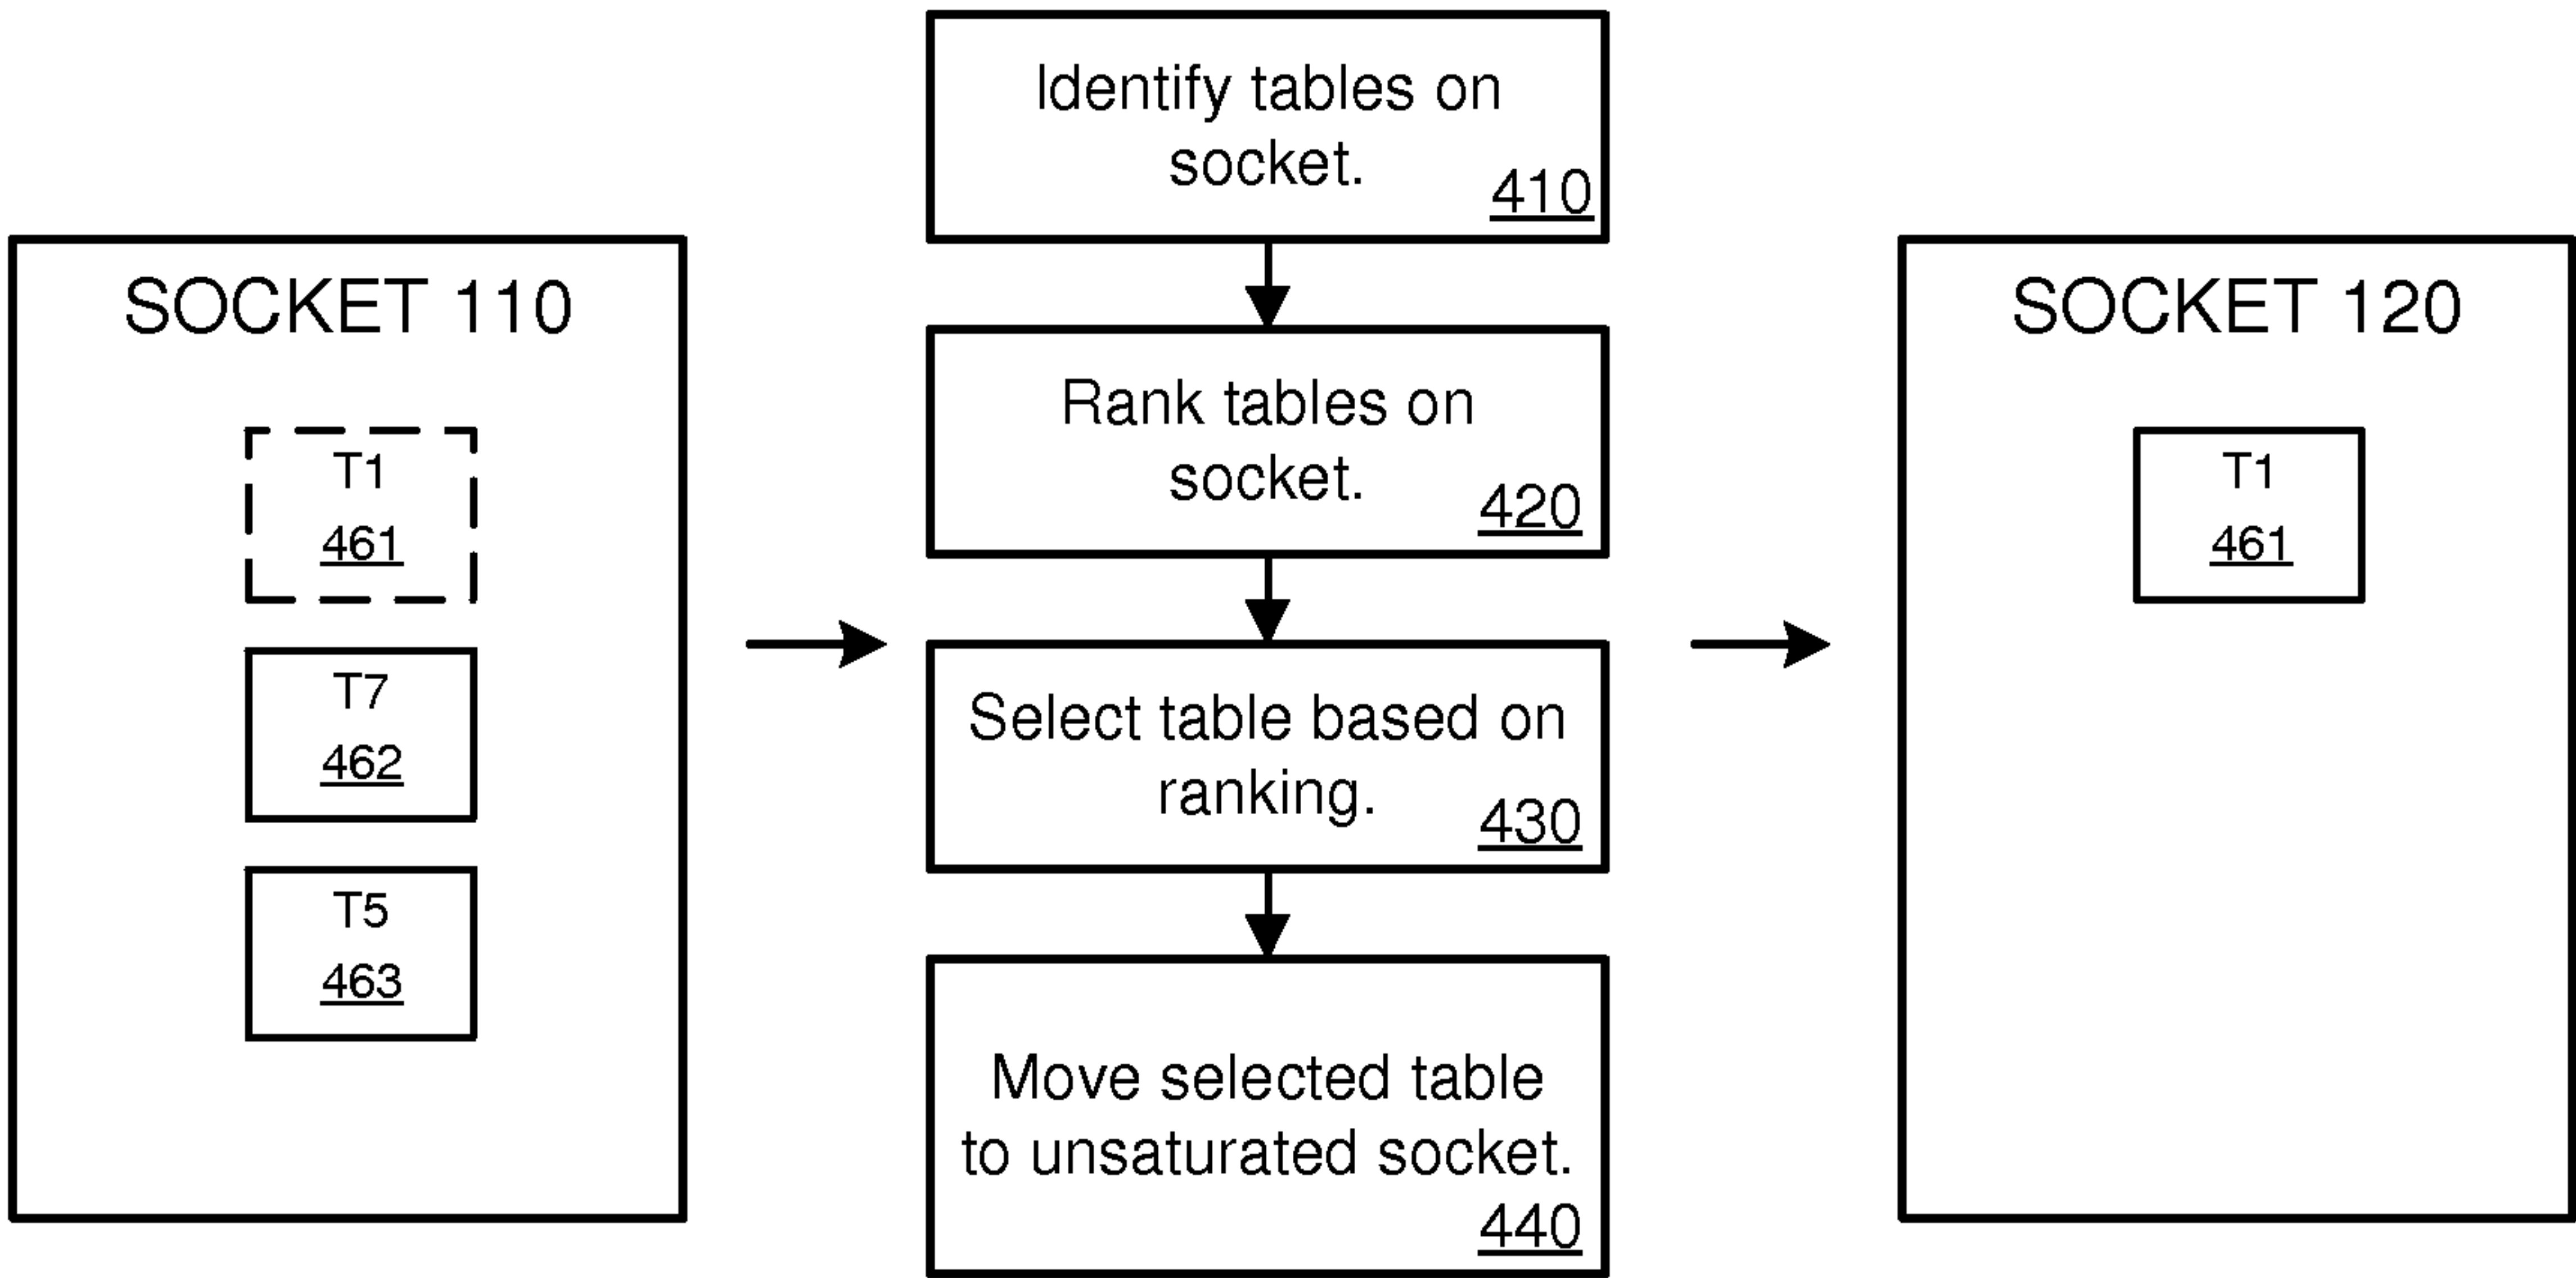 SOCKET 110
T1
461
T7
462
T5
463
Identify tables on
socket.
410
Rank tables on
socket.
420
Select table based on
ranking.
430
Move selected table
to unsaturated socket.
440
SOCKET 120
T1
461